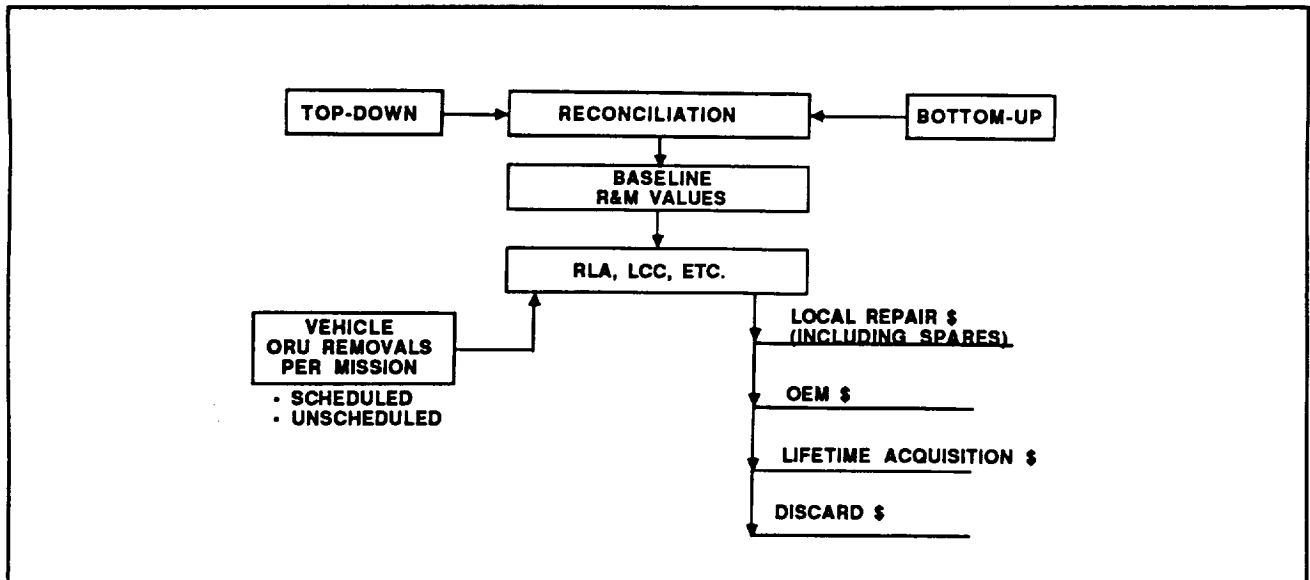 TOP-DOWN
RECONCILIATION
BOTTOM-UP
BASELINE
R&M VALUES
RLA, LCC, ETC.
VEHICLE
ORU REMOVALS
PER MISSION
• SCHEDULED
• UNSCHEDULED
LOCAL REPAIR $
(INCLUDING SPARES)
OEM $
LIFETIME ACQUISITION $
DISCARD $